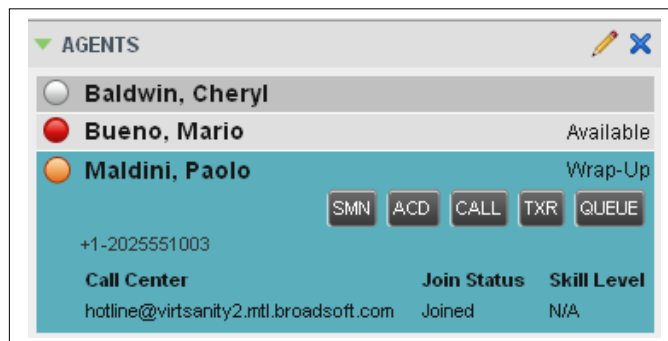 AGENTS
Baldwin, Cheryl
Bueno, Mario Available
Maldini, Paolo Wrap-Up
SMN ACD CALL TXR QUEUE
+1-2025551003
Call Center Join Status Skill Level
hotline@virtsanity2.mtl.broadsoft.com Joined N/A